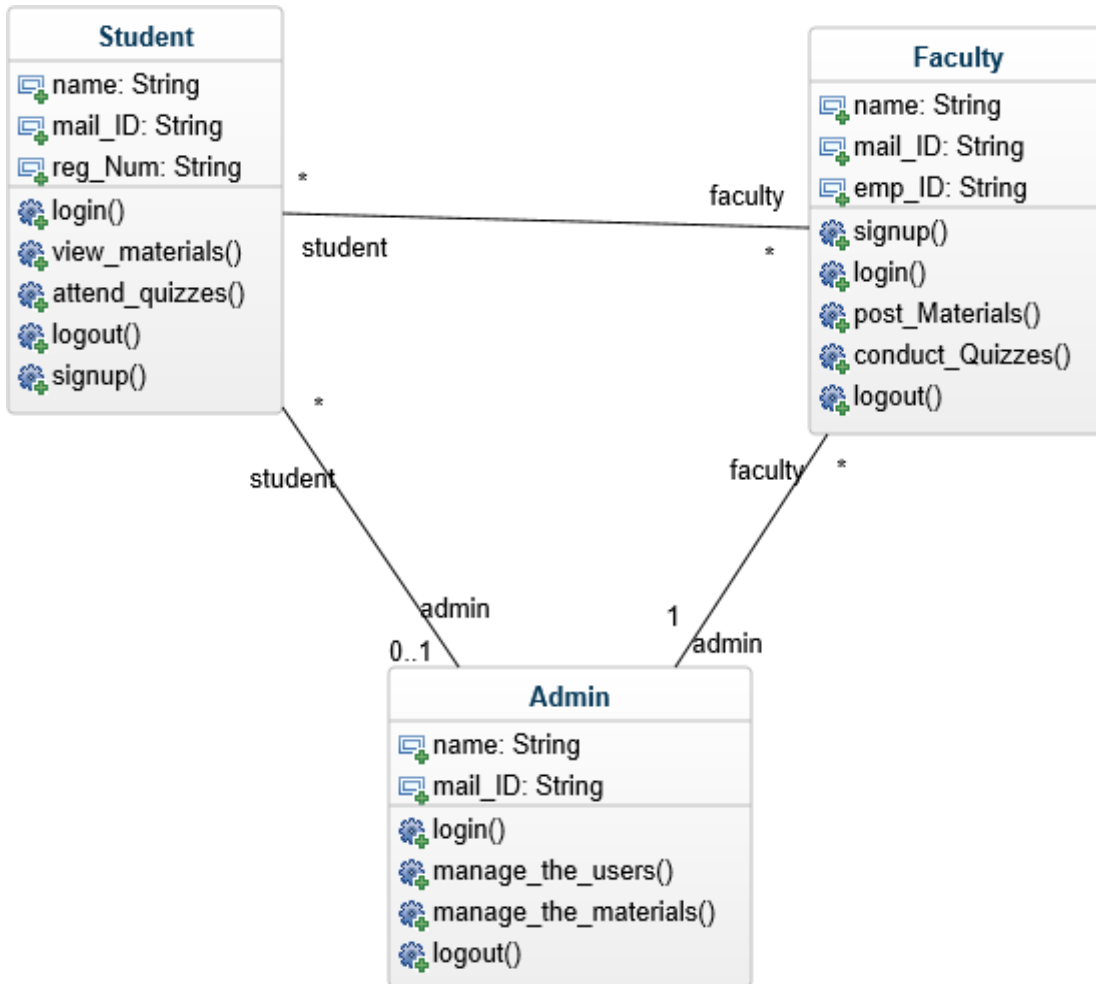 Student
name: String
mail_ID: String
reg_Num: String
login()
view_materials()
attend_quizzes()
logout()
signup()
*
student
faculty
*
Faculty
name: String
mail_ID: String
emp_ID: String
signup()
login()
post_Materials()
conduct_Quizzes()
logout()
*
student
admin
0..1
*
faculty
1
admin
Admin
name: String
mail_ID: String
login()
manage_the_users()
manage_the_materials()
logout()